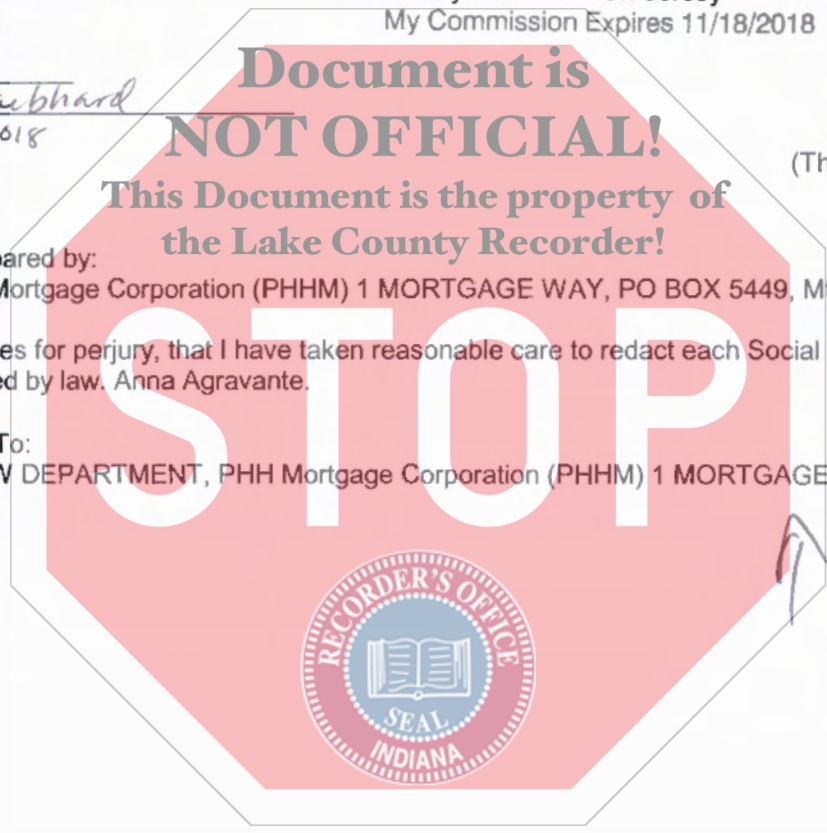 My Commission Expires 11/18/2018
Document is
NOT OFFICIAL!
This Document is the property of
the Lake County Recorder!
(Th
ared by:
Mortgage Corporation (PHHM) 1 MORTGAGE WAY, PO BOX 5449, M
es for perjury, that I have taken reasonable care to redact each Social
ed by law. Anna Agravante.
STOP
To:
W DEPARTMENT, PHH Mortgage Corporation (PHHM) 1 MORTGAGE
RECORDER'S OFFICE
SEAL
INDIANA